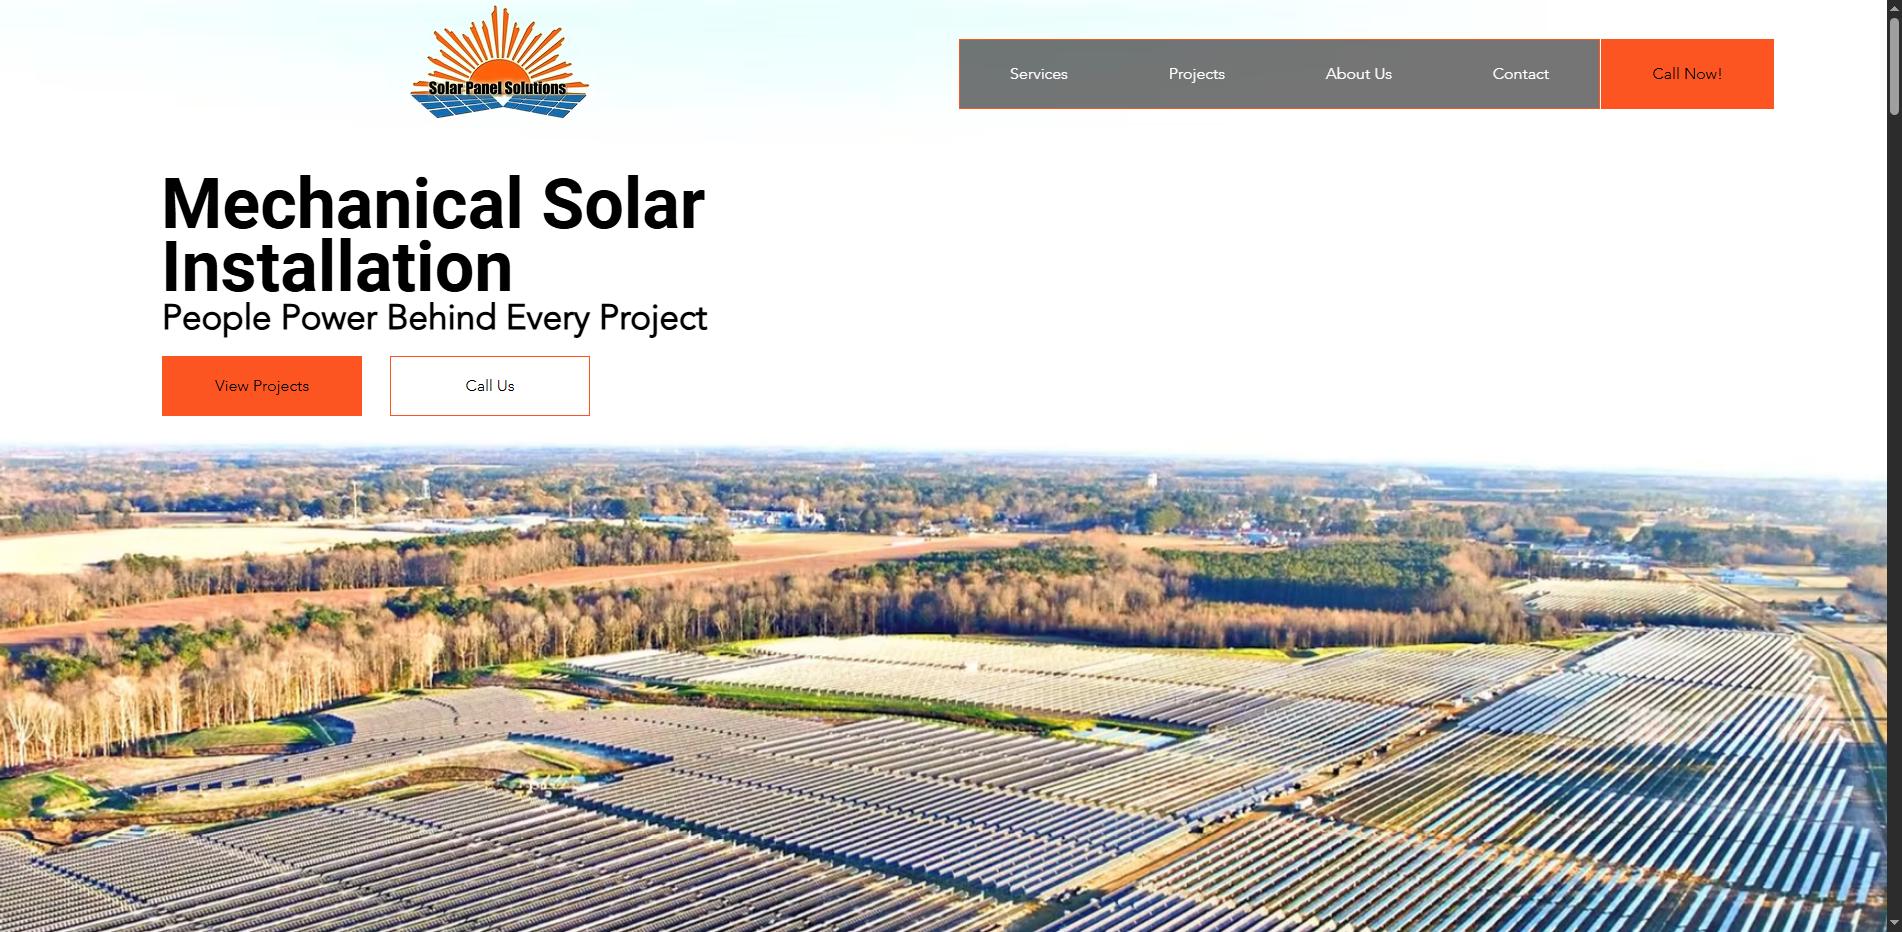 Solar Panel Solutions
Services
Projects
About Us
Contact
Call Now!
Mechanical Solar
Installation
People Power Behind Every Project
View Projects
Call Us